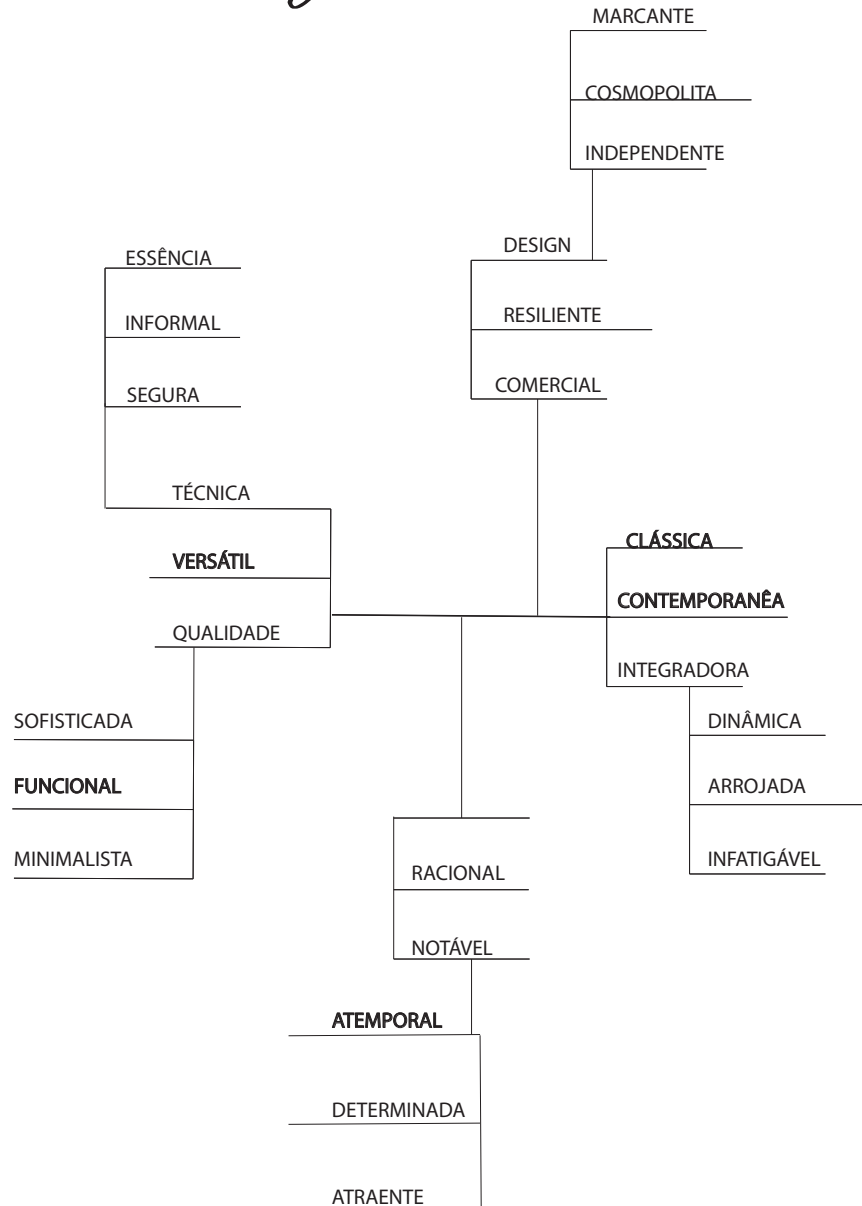 MARCANTE
COSMOPOLITA
INDEPENDENTE
DESIGN
RESILIENTE
COMERCIAL
ESSÊNCIA
INFORMAL
SEGURA
TÉCNICA
VERSÁTIL
QUALIDADE
SOFISTICADA
FUNCIONAL
MINIMALISTA
CLÁSSICA
CONTEMPORANÊA
INTEGRADORA
DINÂMICA
ARROJADA
INFATIGÁVEL
RACIONAL
NOTÁVEL
ATEMPORAL
DETERMINADA
ATRAENTE